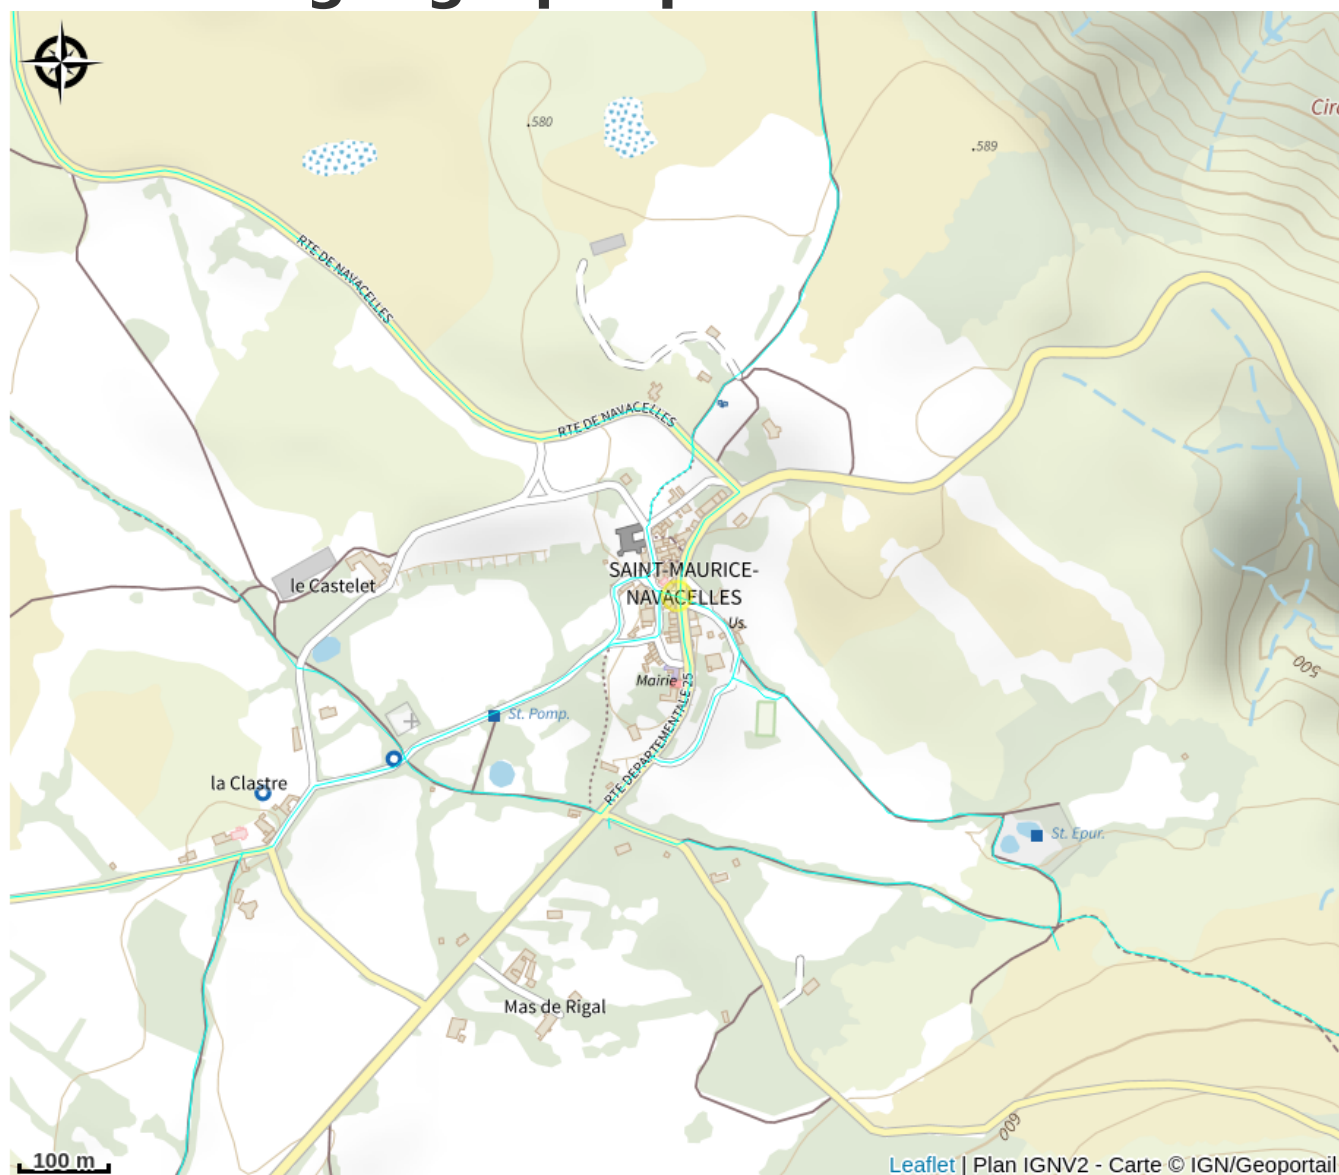 .580
.589
RTE DE NAVACELLES
RTE DE NAVACELLES
le Castelet
SAINT-MAURICE-
NAVACELLES
Us.
500
Mairie
St. Pomp.
RTE DEPARTEMENTALE 25
la Clastre
St. Epur.
Mas de Rigal
600
100 m
Leaflet | Plan IGNV2 - Carte © IGN/Geoportail